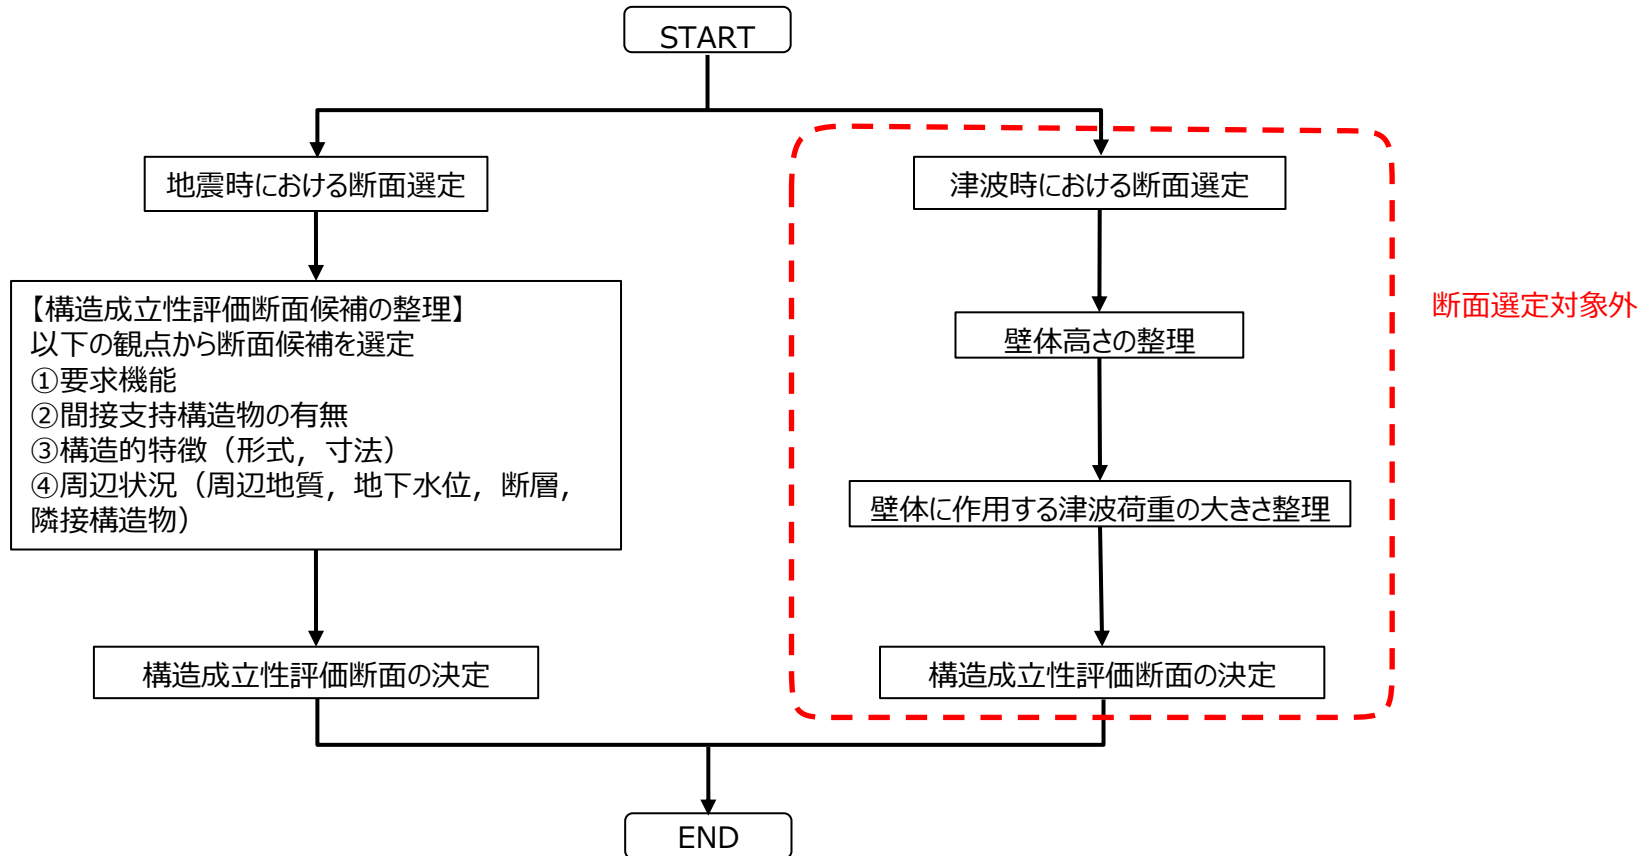 START
地震時における断面選定
【構造成立性評価断面候補の整理】
以下の観点から断面候補を選定
①要求機能
②間接支持構造物の有無
③構造的特徴（形式，寸法）
④周辺状況（周辺地質，地下水位，断層，
隣接構造物）
構造成立性評価断面の決定
津波時における断面選定
壁体高さの整理
壁体に作用する津波荷重の大きさ整理
構造成立性評価断面の決定
断面選定対象外
END